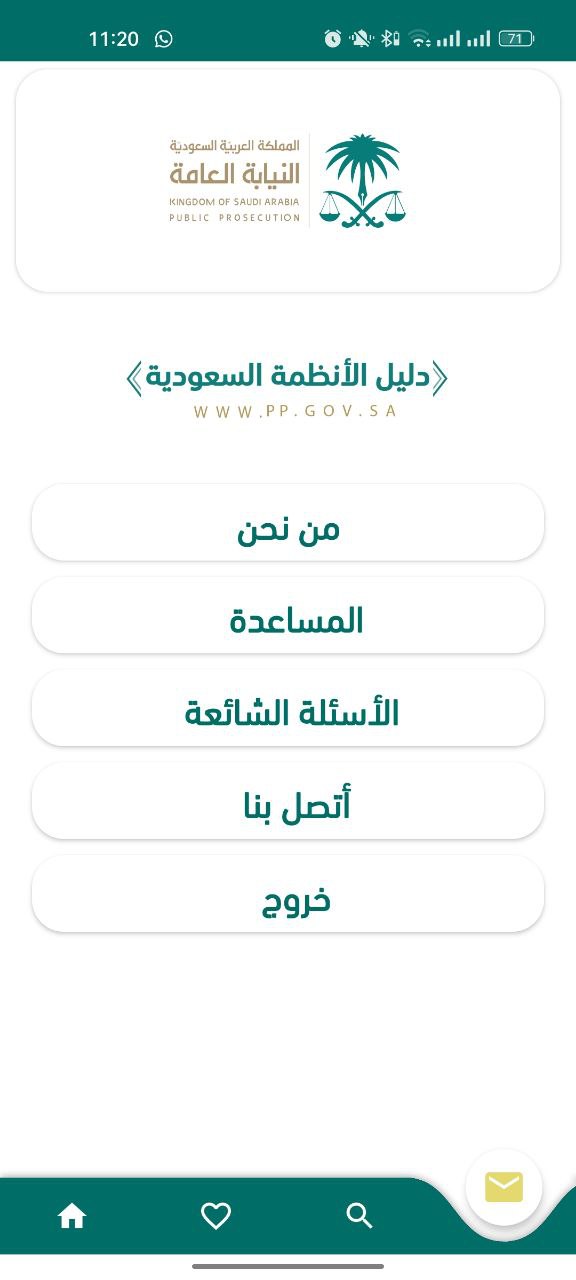 11:20
71
المملكة العربية السعودية
النيابة العامة
KINGDOM OF SAUDI ARABIA
PUBLIC PROSECUTION
دليل الأنظمة السعودية
WWW.PP.GOV.SA
من نحن
المساعدة
الأسئلة الشائعة
أتصل بنا
خروج